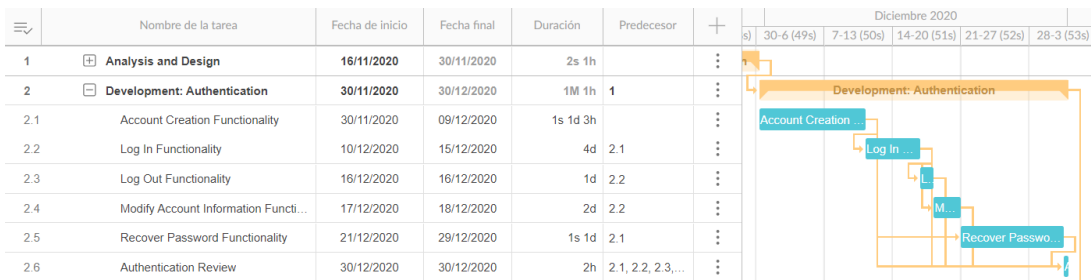 Nombre de la tarea Fecha de inicio Fecha final Duración Predecesor Diciembre 2020
s) 30-6 (49s) 7-13 (50s) 14-20 (51s) 21-27 (52s) 28-3 (53s)
1 Analysis and Design 16/11/2020 30/11/2020 2s 1h
2 Development: Authentication 30/11/2020 30/12/2020 1M 1h 1 Development: Authentication
2.1 Account Creation Functionality 30/11/2020 09/12/2020 1s 1d 3h Account Creation ...
2.2 Log In Functionality 10/12/2020 15/12/2020 4d 2.1 Log In ...
2.3 Log Out Functionality 16/12/2020 16/12/2020 1d 2.2 L...
2.4 Modify Account Information Functi... 17/12/2020 18/12/2020 2d 2.2 M...
2.5 Recover Password Functionality 21/12/2020 29/12/2020 1s 1d 2.1 Recover Passwo...
2.6 Authentication Review 30/12/2020 30/12/2020 2h 2.1, 2.2, 2.3,...